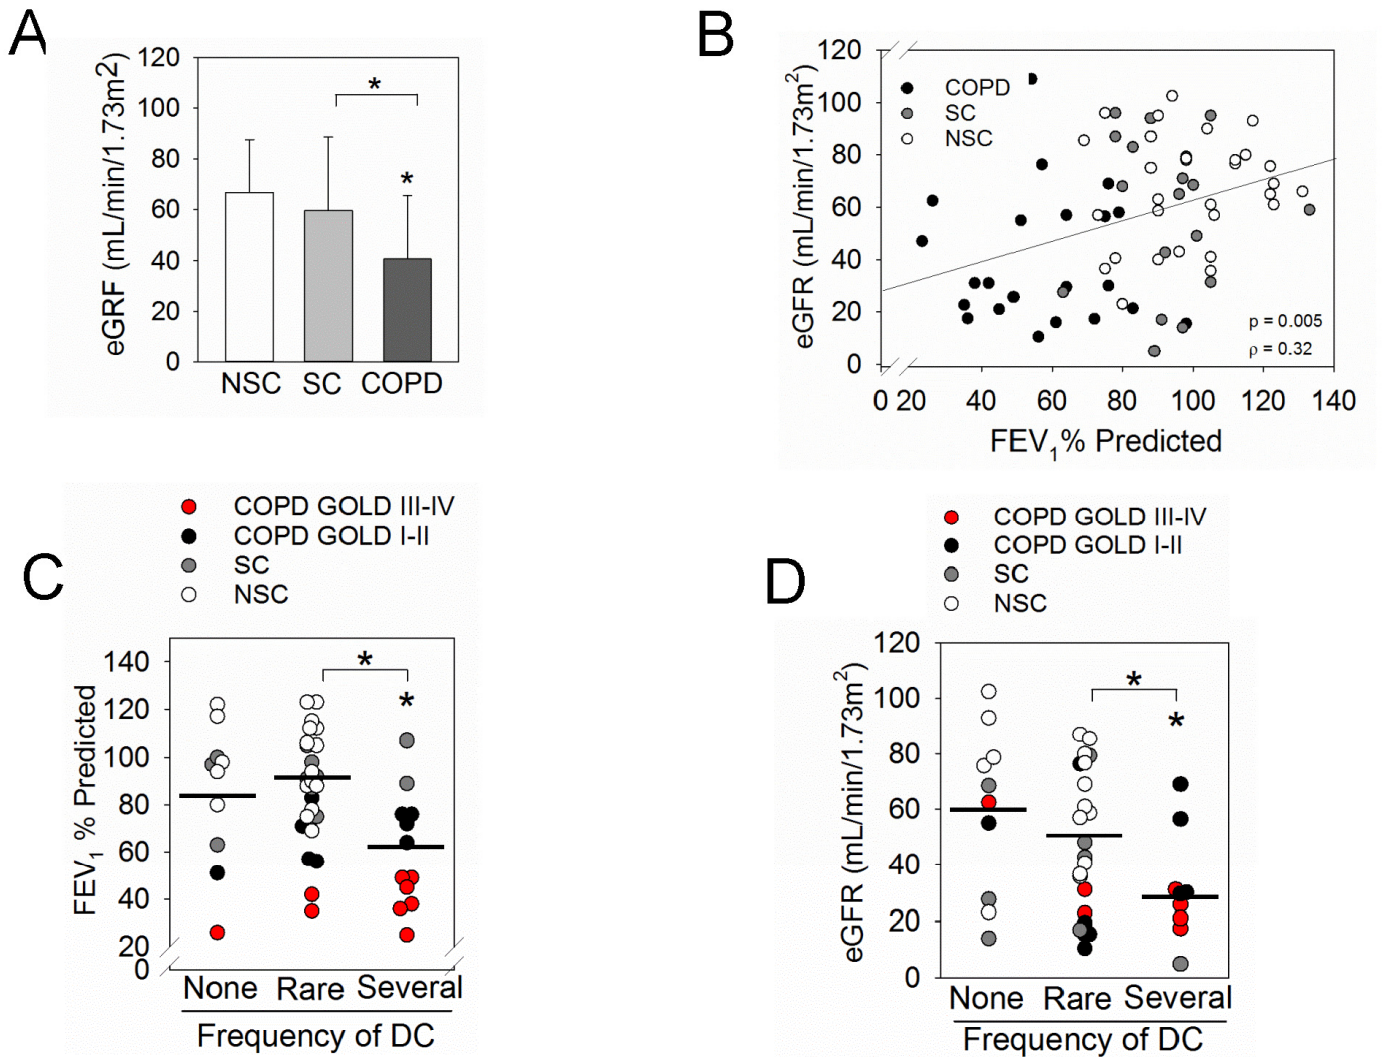 A
eGRF (mL/min/1.73m2)
120
100
80
60
40
20
0
*
*
NSC SC COPD
B
eGFR (mL/min/1.73m2)
120
100
80
60
40
20
0
COPD
SC
NSC
p = 0.005
ρ = 0.32
0 20 40 60 80 100 120 140
FEV1% Predicted
C
COPD GOLD III-IV
COPD GOLD I-II
SC
NSC
FEV1 % Predicted
140
120
100
80
60
40
20
0
*
*
None Rare Several
Frequency of DC
D
COPD GOLD III-IV
COPD GOLD I-II
SC
NSC
eGFR (mL/min/1.73m2)
120
100
80
60
40
20
0
*
*
None Rare Several
Frequency of DC